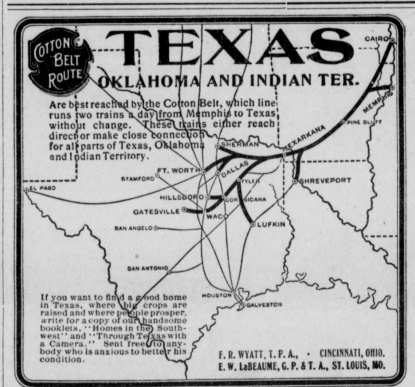 COTTON
BELT
ROUTE
TEXAS
OKLAHOMA AND INDIAN TER.
Are best reached by the Cotton Belt, which line
runs two trains a day from Memphis to Texas,
without change. These trains either reach
direct or make close connection
for all parts of Texas, Oklahoma
and Indian Territory.
CAIRO
MEMPHIS
PINE BLUFF
TEXARKANA
SHERMAN
SHREVEPORT
FT. WORTH
DALLAS
STAMFORD
TYLER
EL PASO
HILLSBORO
CORSICANA
GATESVILLE
WACO
LUFKIN
SAN ANGELO
SAN ANTONIO
HOUSTON
GALVESTON
If you want to find a good home
in Texas, where big crops are
raised and where people prosper,
write for a copy of our handsome
booklets, "Homes in the South-
west" and "Through Texas with
a Camera." Sent free to any-
body who is anxious to better his
condition.
F. R. WYATT, T. P. A., - CINCINNATI, OHIO.
E. W. LaBEAUME, G. P. & T. A., ST. LOUIS, MO.